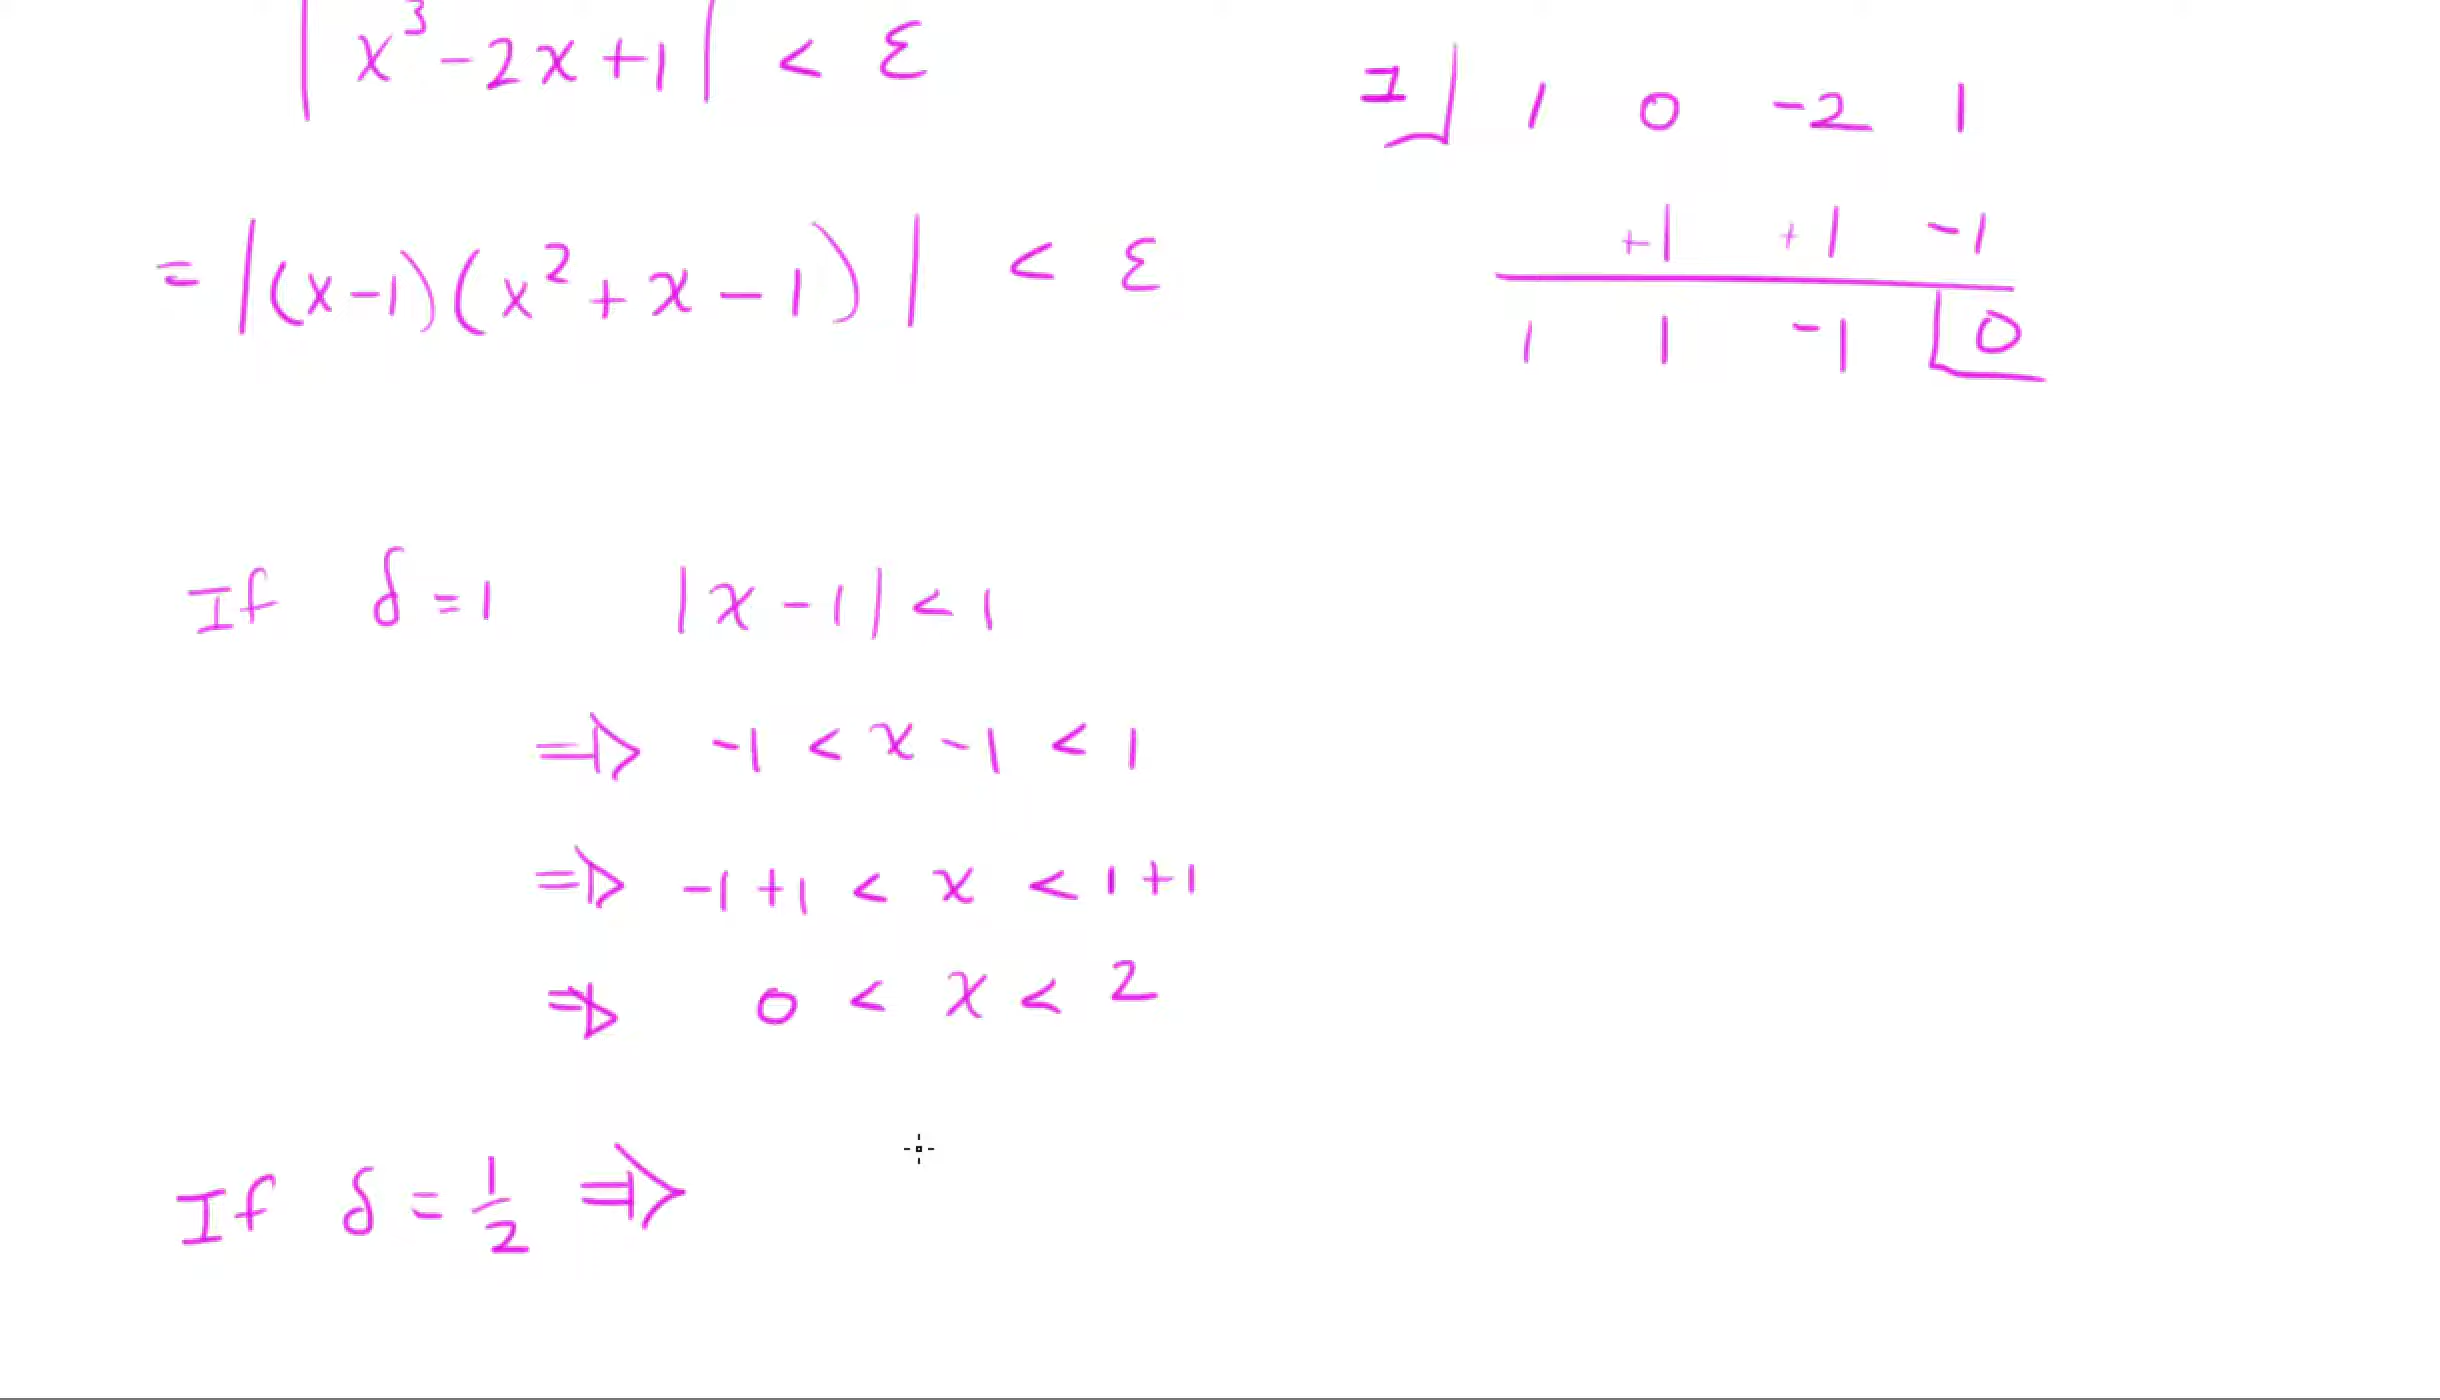 |x³-2x+1| < ε
= |(x-1)(x²+x-1)| < ε
1| 1 0 -2 1
+1 +1 -1
1 1 -1 |0
If δ=1 |x-1|<1
⇒ -1 < x-1 < 1
⇒ -1+1 < x < 1+1
⇒ 0 < x < 2
If δ=1/2 ⇒